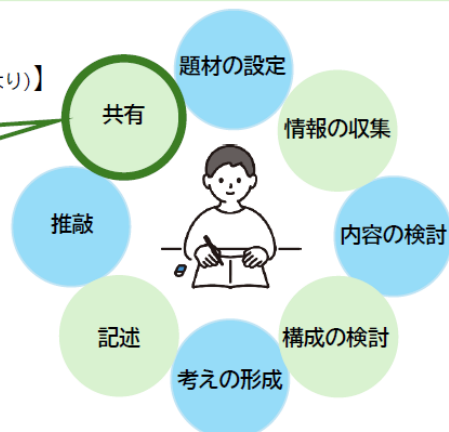 より)】
題材の設定
共有
情報の収集
推敲
内容の検討
記述
構成の検討
考えの形成